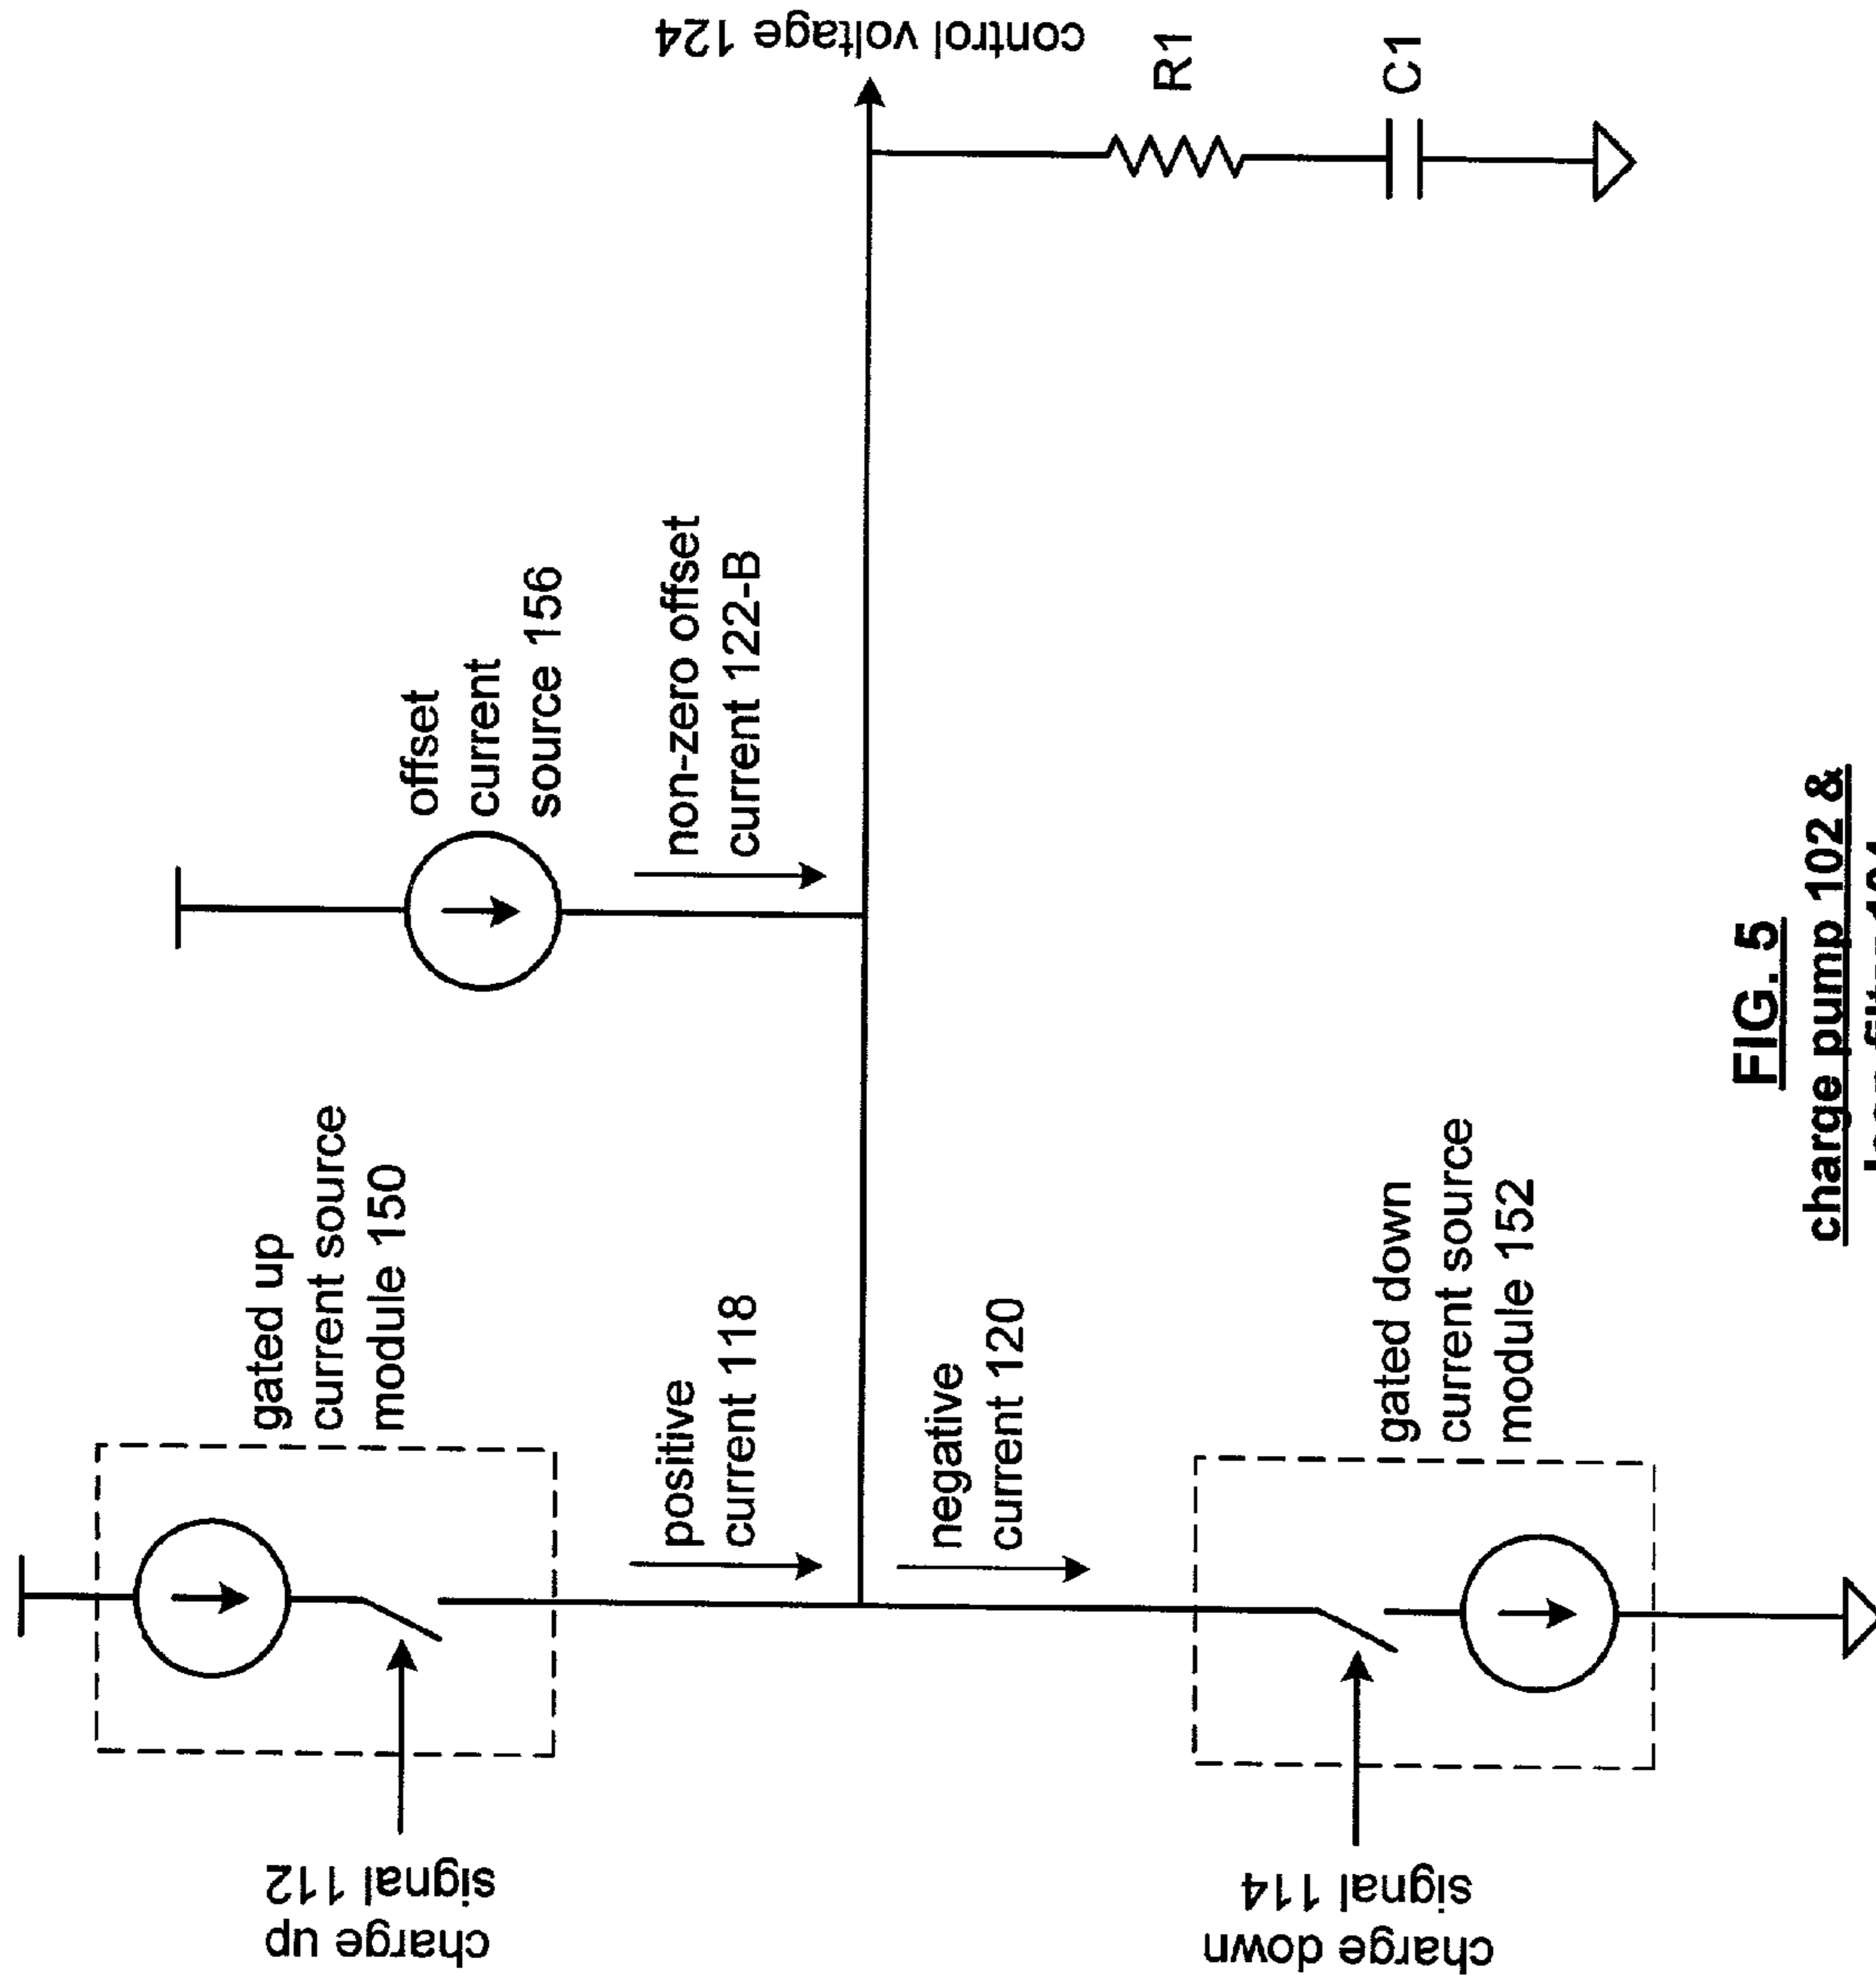 charge up
signal 112
gated up
current source
module 150
positive
current 118
offset
current
source 156
non-zero offset
current 122-B
control voltage 124
R1
C1
negative
current 120
charge down
signal 114
gated down
current source
module 152
FIG. 5
charge pump 102 &